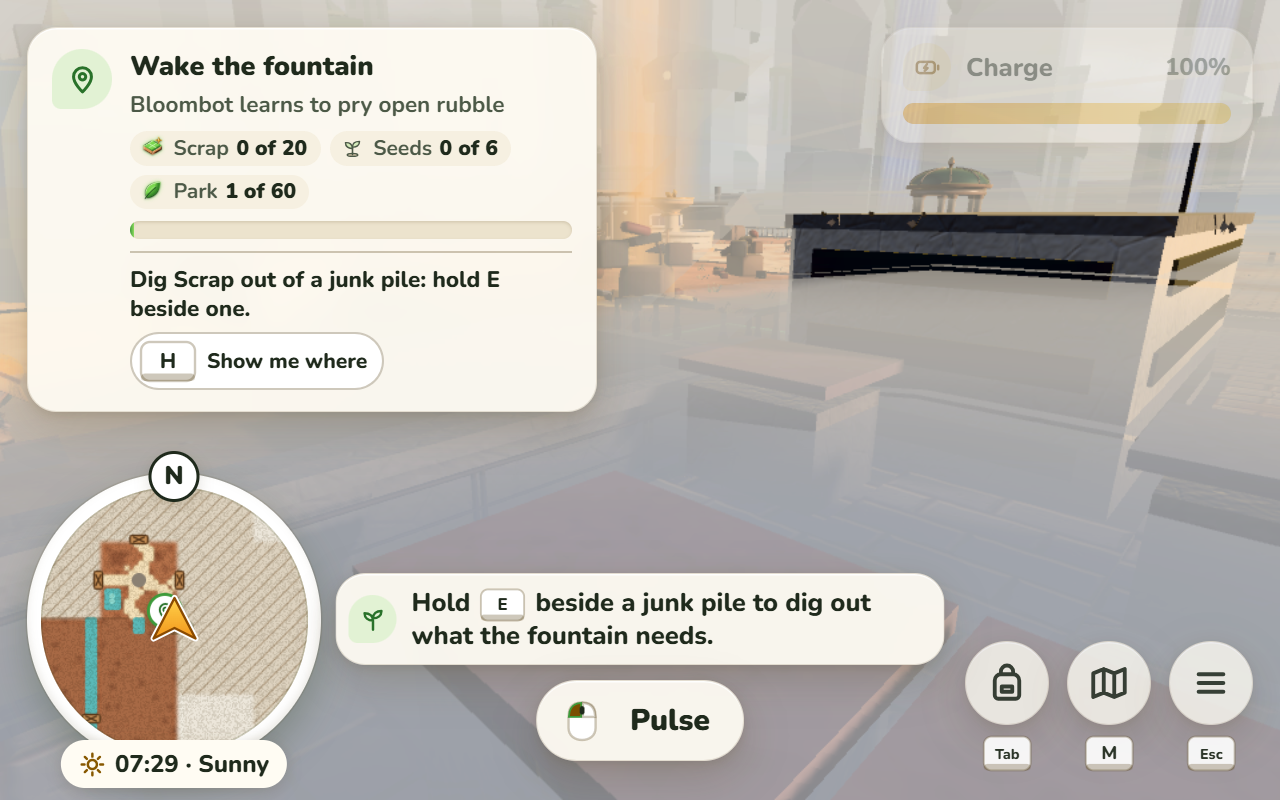 Wake the fountain
Bloombot learns to pry open rubble
Scrap 0 of 20 Seeds 0 of 6
Park 1 of 60
Dig Scrap out of a junk pile: hold E
beside one.
H Show me where
Charge 100%
N
07:29 · Sunny
Hold E beside a junk pile to dig out
what the fountain needs.
Pulse
Tab M Esc